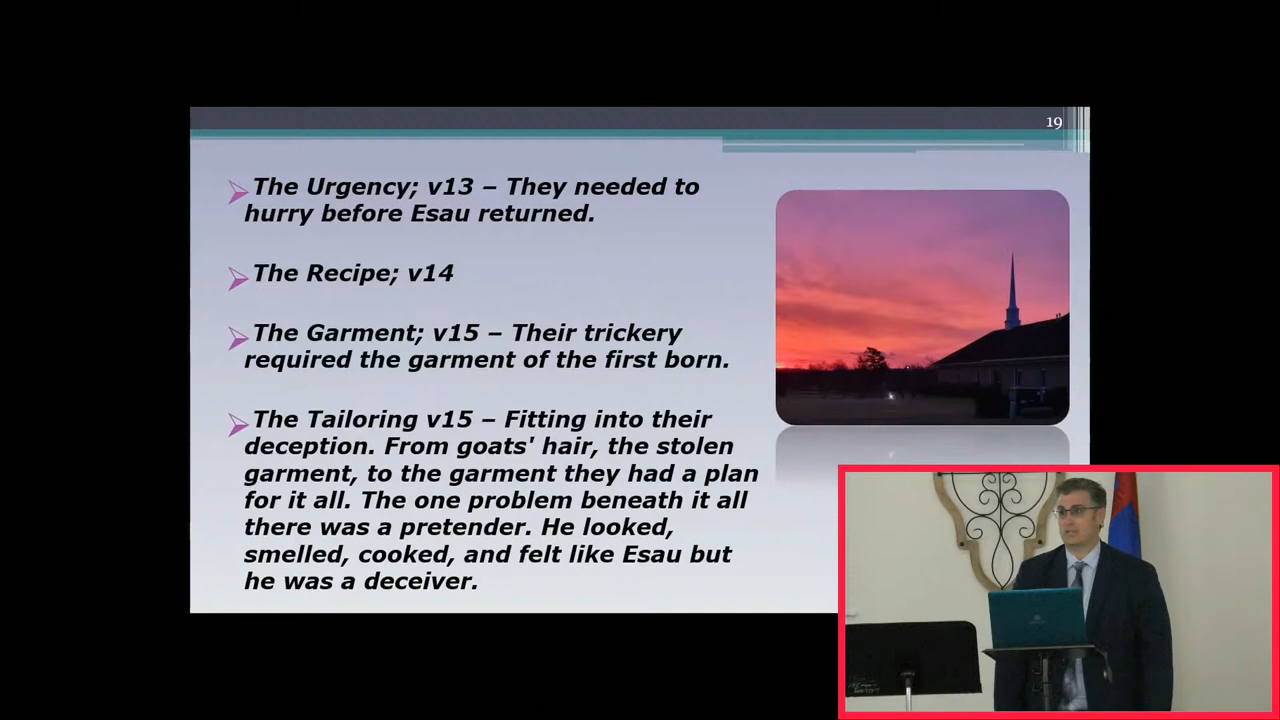 19
The Urgency; v13 – They needed to
hurry before Esau returned.
The Recipe; v14
The Garment; v15 – Their trickery
required the garment of the first born.
The Tailoring v15 – Fitting into their
deception. From goats' hair, the stolen
garment, to the garment they had a plan
for it all. The one problem beneath it all
there was a pretender. He looked,
smelled, cooked, and felt like Esau but
he was a deceiver.